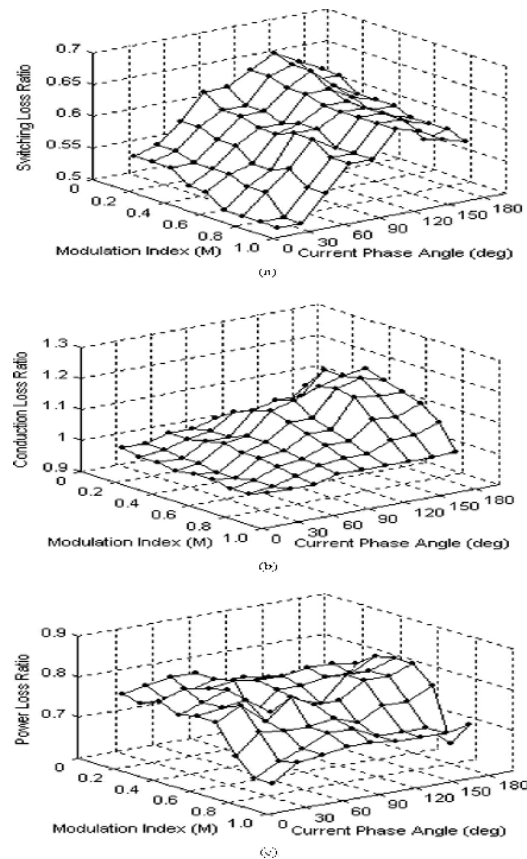 0.7
0.65
0.6
0.55
0.5
Switching Loss Ratio
0 0.2 0.4 0.6 0.8 1.0
0 30 60 90 120 150 180
Modulation Index (M) Current Phase Angle (deg)
(a)
1.3
1.2
1.1
1
0.9
Conduction Loss Ratio
0 0.2 0.4 0.6 0.8 1.0
0 30 60 90 120 150 180
Modulation Index (M) Current Phase Angle (deg)
(b)
0.9
0.8
0.7
Power Loss Ratio
0 0.2 0.4 0.6 0.8 1.0
0 30 60 90 120 150 180
Modulation Index (M) Current Phase Angle (deg)
(c)